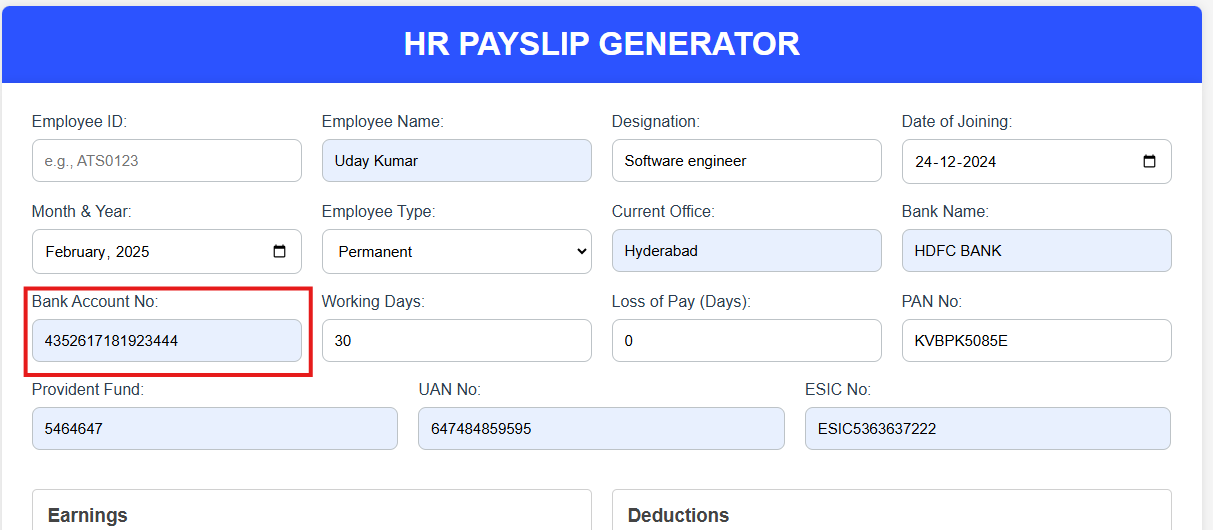 HR PAYSLIP GENERATOR
Employee ID: Employee Name: Designation: Date of Joining:
e.g., ATS0123 Uday Kumar Software engineer 24-12-2024
Month & Year: Employee Type: Current Office: Bank Name:
February, 2025 Permanent Hyderabad HDFC BANK
Bank Account No: Working Days: Loss of Pay (Days): PAN No:
4352617181923444 30 0 KVBPK5085E
Provident Fund: UAN No: ESIC No:
5464647 647484859595 ESIC5363637222
Earnings Deductions